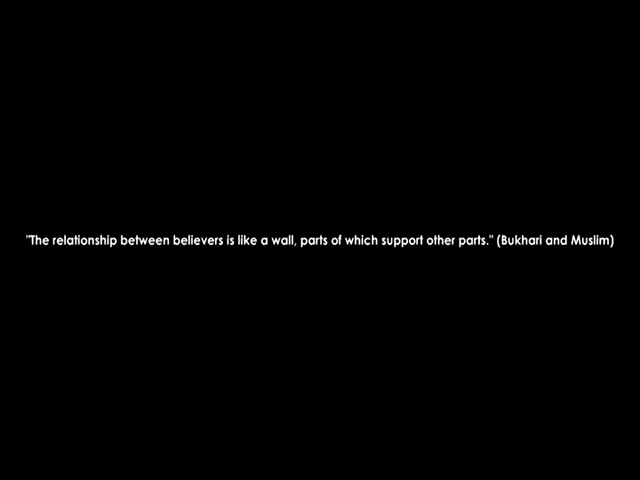 "The relationship between believers is like a wall, parts of which support other parts." (Bukhari and Muslim)